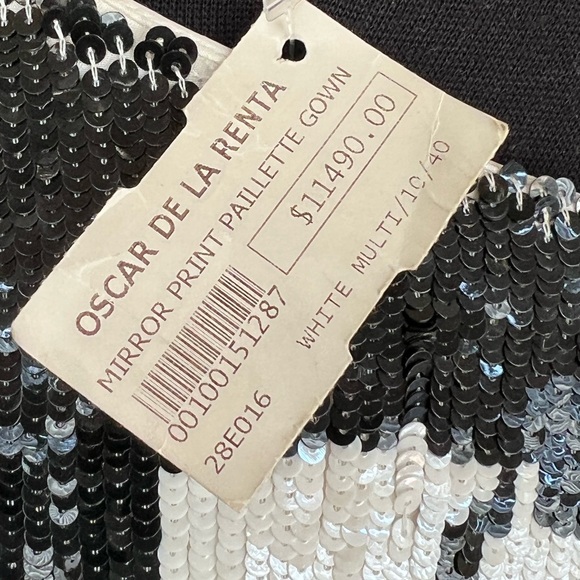 OSCAR DE LA RENTA
MIRROR PRINT PAILLETTE GOWN
$11490.00
00100151287
WHITE MULTI/10/40
28E016